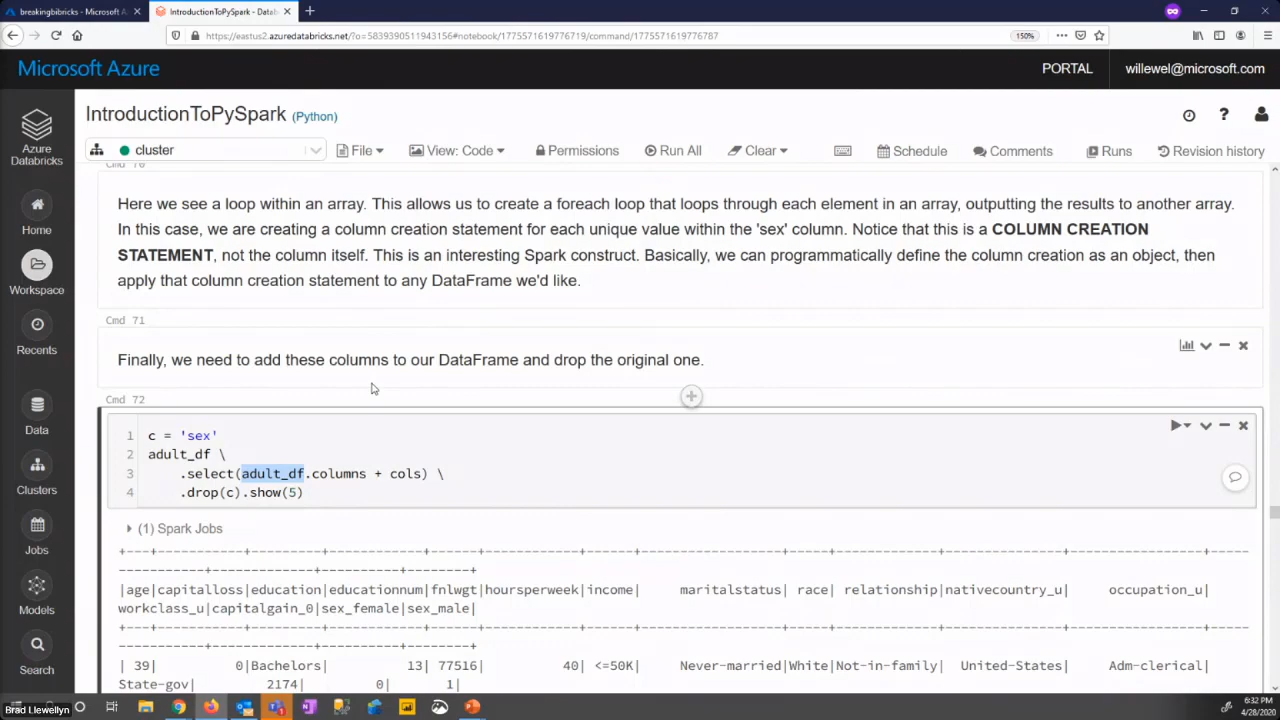 breakingbibricks - Microsoft A
IntroductionToPySpark - Datab
https://eastus2.azuredatabricks.net/?o=5839390511943156#notebook/1775571619776719/command/1775571619776787
150%
Microsoft Azure
PORTAL
willewel@microsoft.com
Azure
Databricks
Home
Workspace
Recents
Data
Clusters
Jobs
Models
Search
IntroductionToPySpark (Python)
cluster
File
View: Code
Permissions
Run All
Clear
Schedule
Comments
Runs
Revision history
Cmd 70
Here we see a loop within an array. This allows us to create a foreach loop that loops through each element in an array, outputting the results to another array.
In this case, we are creating a column creation statement for each unique value within the 'sex' column. Notice that this is a COLUMN CREATION
STATEMENT, not the column itself. This is an interesting Spark construct. Basically, we can programmatically define the column creation as an object, then
apply that column creation statement to any DataFrame we'd like.
Cmd 71
Finally, we need to add these columns to our DataFrame and drop the original one.
Cmd 72
1 c = 'sex'
2 adult_df \
3 .select(adult_df.columns + cols) \
4 .drop(c).show(5)
(1) Spark Jobs
+---+-----------+---------+------------+------+------------+------+------------------+-----+-------------+---------------+-----------------+-----
------------+-------------+----------+--------+
|age|capitalloss|education|educationnum|fnlwgt|hoursperweek|income| maritalstatus| race| relationship|nativecountry_u| occupation_u|
workclass_u|capitalgain_0|sex_female|sex_male|
+---+-----------+---------+------------+------+------------+------+------------------+-----+-------------+---------------+-----------------+-----
------------+-------------+----------+--------+
| 39| 0|Bachelors| 13| 77516| 40| <=50K| Never-married|White|Not-in-family| United-States| Adm-clerical|
State-gov| 2174| 0| 1|
Brad Llewellyn
6:32 PM
4/28/2020